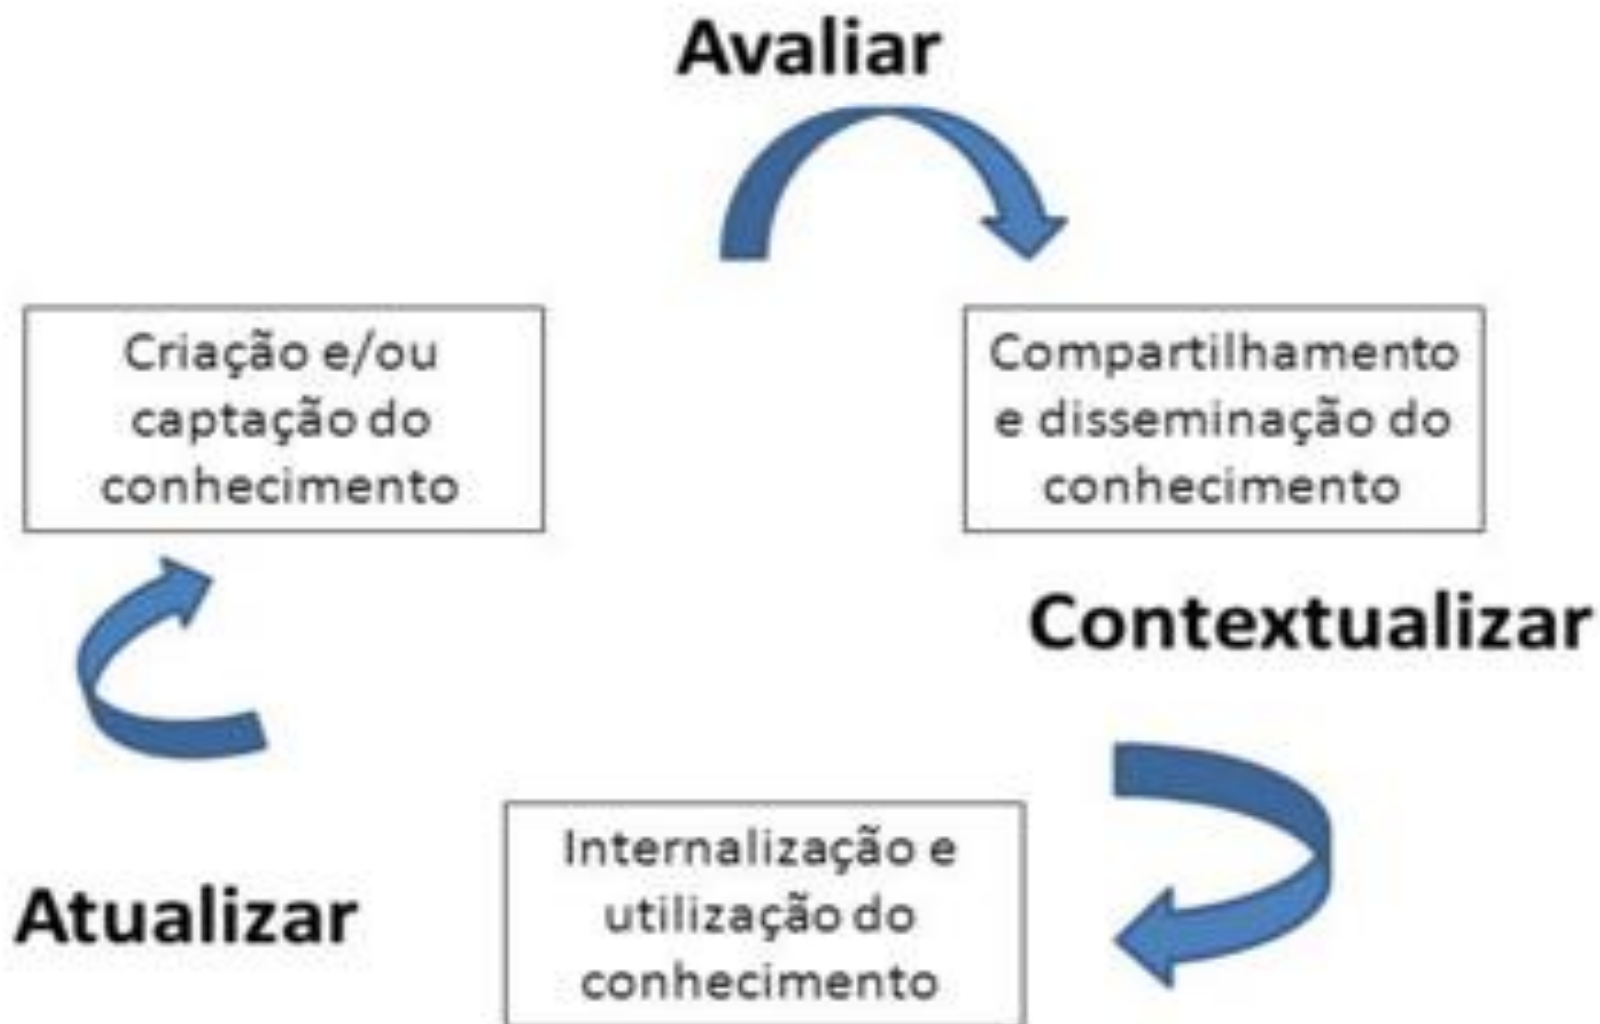 Avaliar
Criação e/ou
captação do
conhecimento
Compartilhamento
e disseminação do
conhecimento
Contextualizar
Internalização e
utilização do
conhecimento
Atualizar